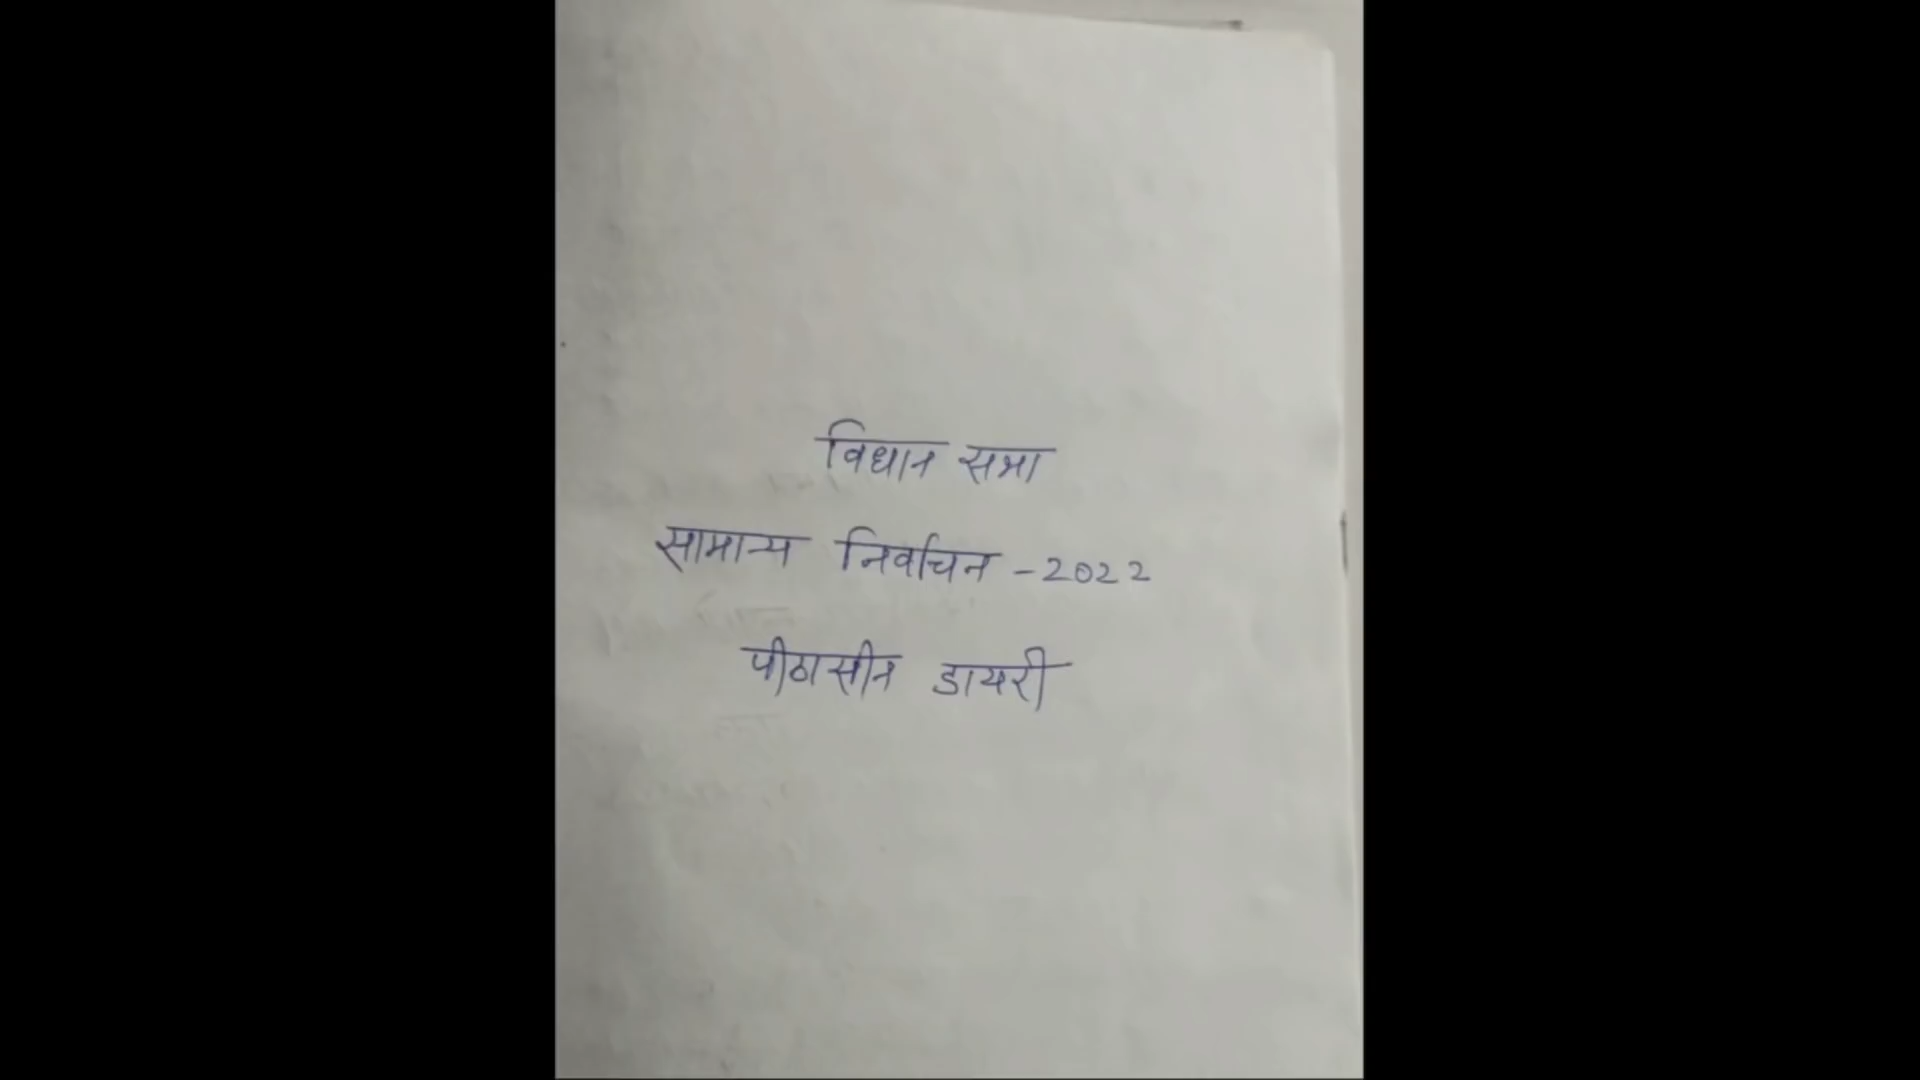 विधान सभा
सामान्य निर्वाचन -2022
पीठासीन डायरी